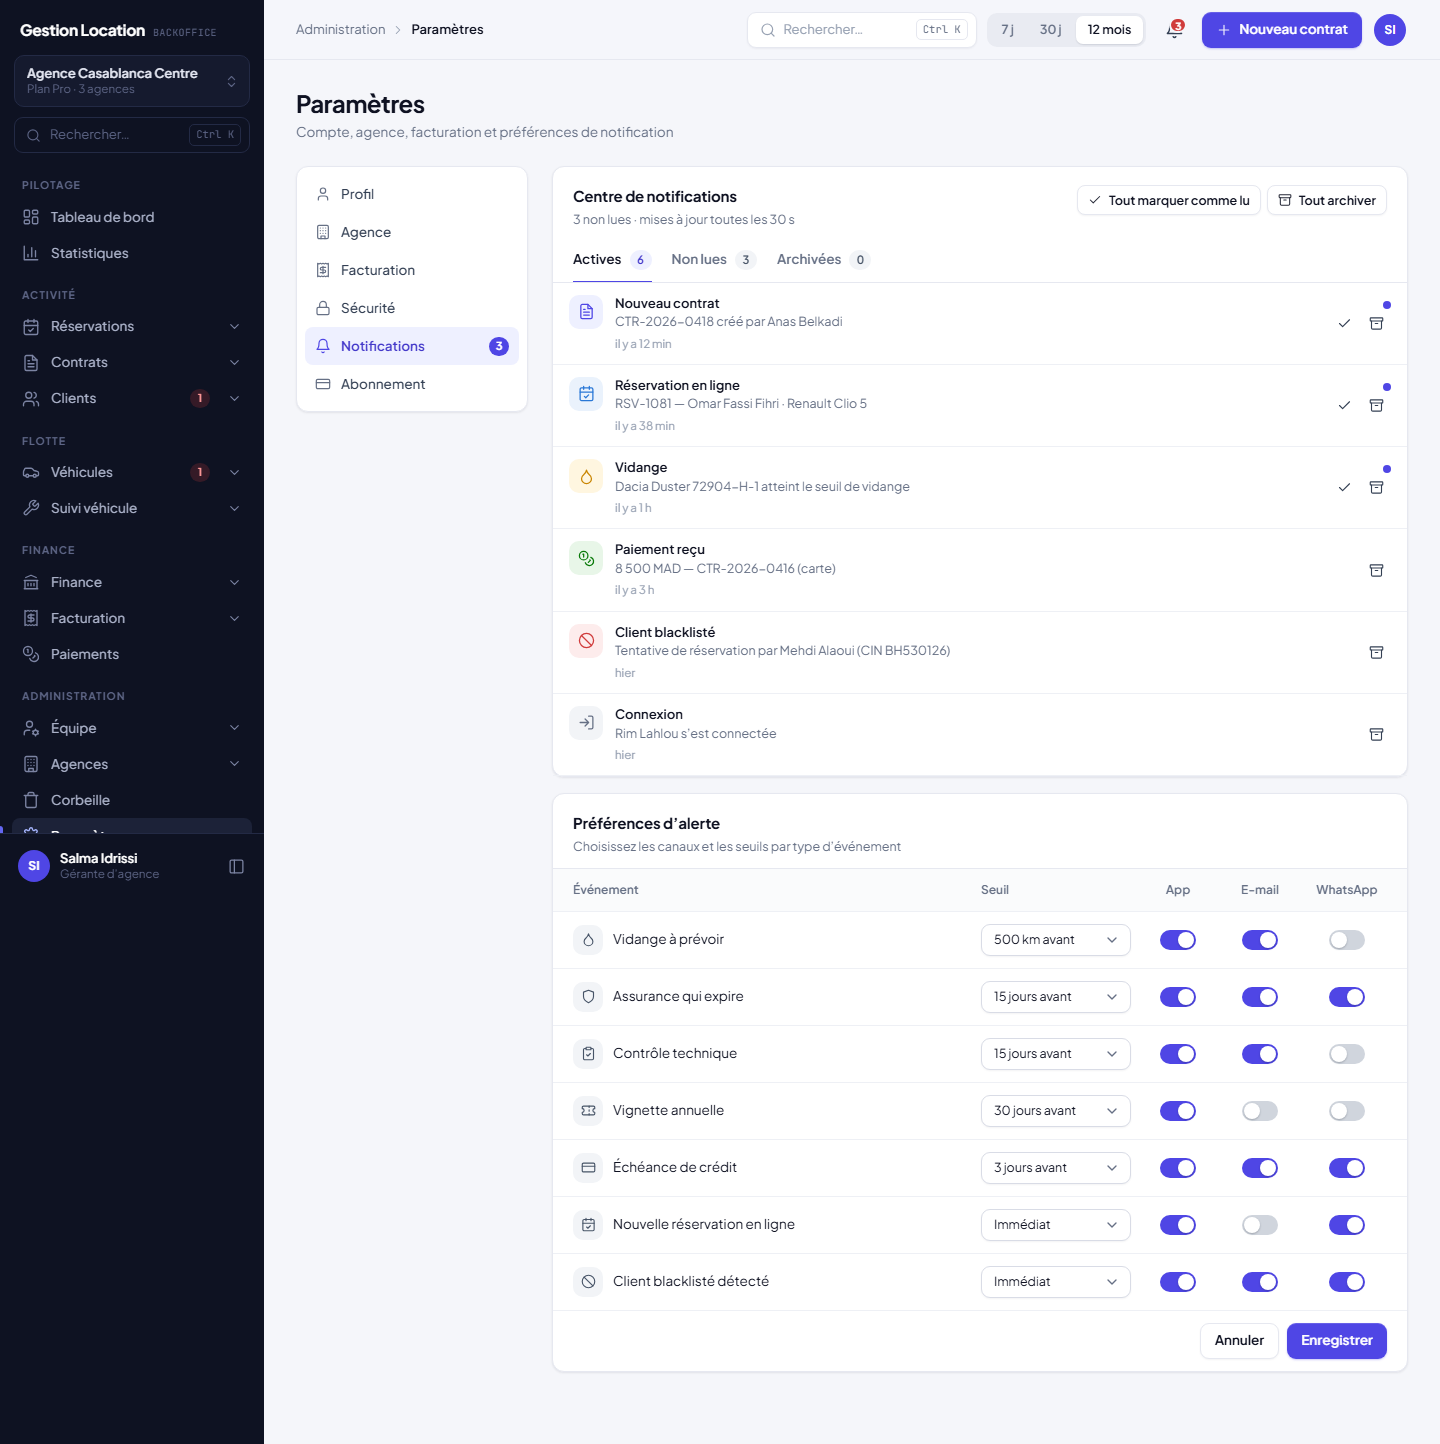 Gestion Location BACKOFFICE
Agence Casablanca Centre
Plan Pro · 3 agences
Rechercher… Ctrl K
PILOTAGE
Tableau de bord
Statistiques
ACTIVITÉ
Réservations
Contrats
Clients 1
FLOTTE
Véhicules 1
Suivi véhicule
FINANCE
Finance
Facturation
Paiements
ADMINISTRATION
Équipe
Agences
Corbeille
SI Salma Idrissi
Gérante d'agence
Administration Paramètres
Rechercher… Ctrl K
7 j 30 j 12 mois
3
Nouveau contrat
SI
Paramètres
Compte, agence, facturation et préférences de notification
Profil
Agence
Facturation
Sécurité
Notifications 3
Abonnement
Centre de notifications
3 non lues · mises à jour toutes les 30 s
Tout marquer comme lu
Tout archiver
Actives 6 Non lues 3 Archivées 0
Nouveau contrat
CTR-2026-0418 créé par Anas Belkadi
il y a 12 min
Réservation en ligne
RSV-1081 — Omar Fassi Fihri · Renault Clio 5
il y a 38 min
Vidange
Dacia Duster 72904-H-1 atteint le seuil de vidange
il y a 1 h
Paiement reçu
8 500 MAD — CTR-2026-0416 (carte)
il y a 3 h
Client blacklisté
Tentative de réservation par Mehdi Alaoui (CIN BH530126)
hier
Connexion
Rim Lahlou s'est connectée
hier
Préférences d'alerte
Choisissez les canaux et les seuils par type d'événement
Événement Seuil App E-mail WhatsApp
Vidange à prévoir 500 km avant
Assurance qui expire 15 jours avant
Contrôle technique 15 jours avant
Vignette annuelle 30 jours avant
Échéance de crédit 3 jours avant
Nouvelle réservation en ligne Immédiat
Client blacklisté détecté Immédiat
Annuler Enregistrer